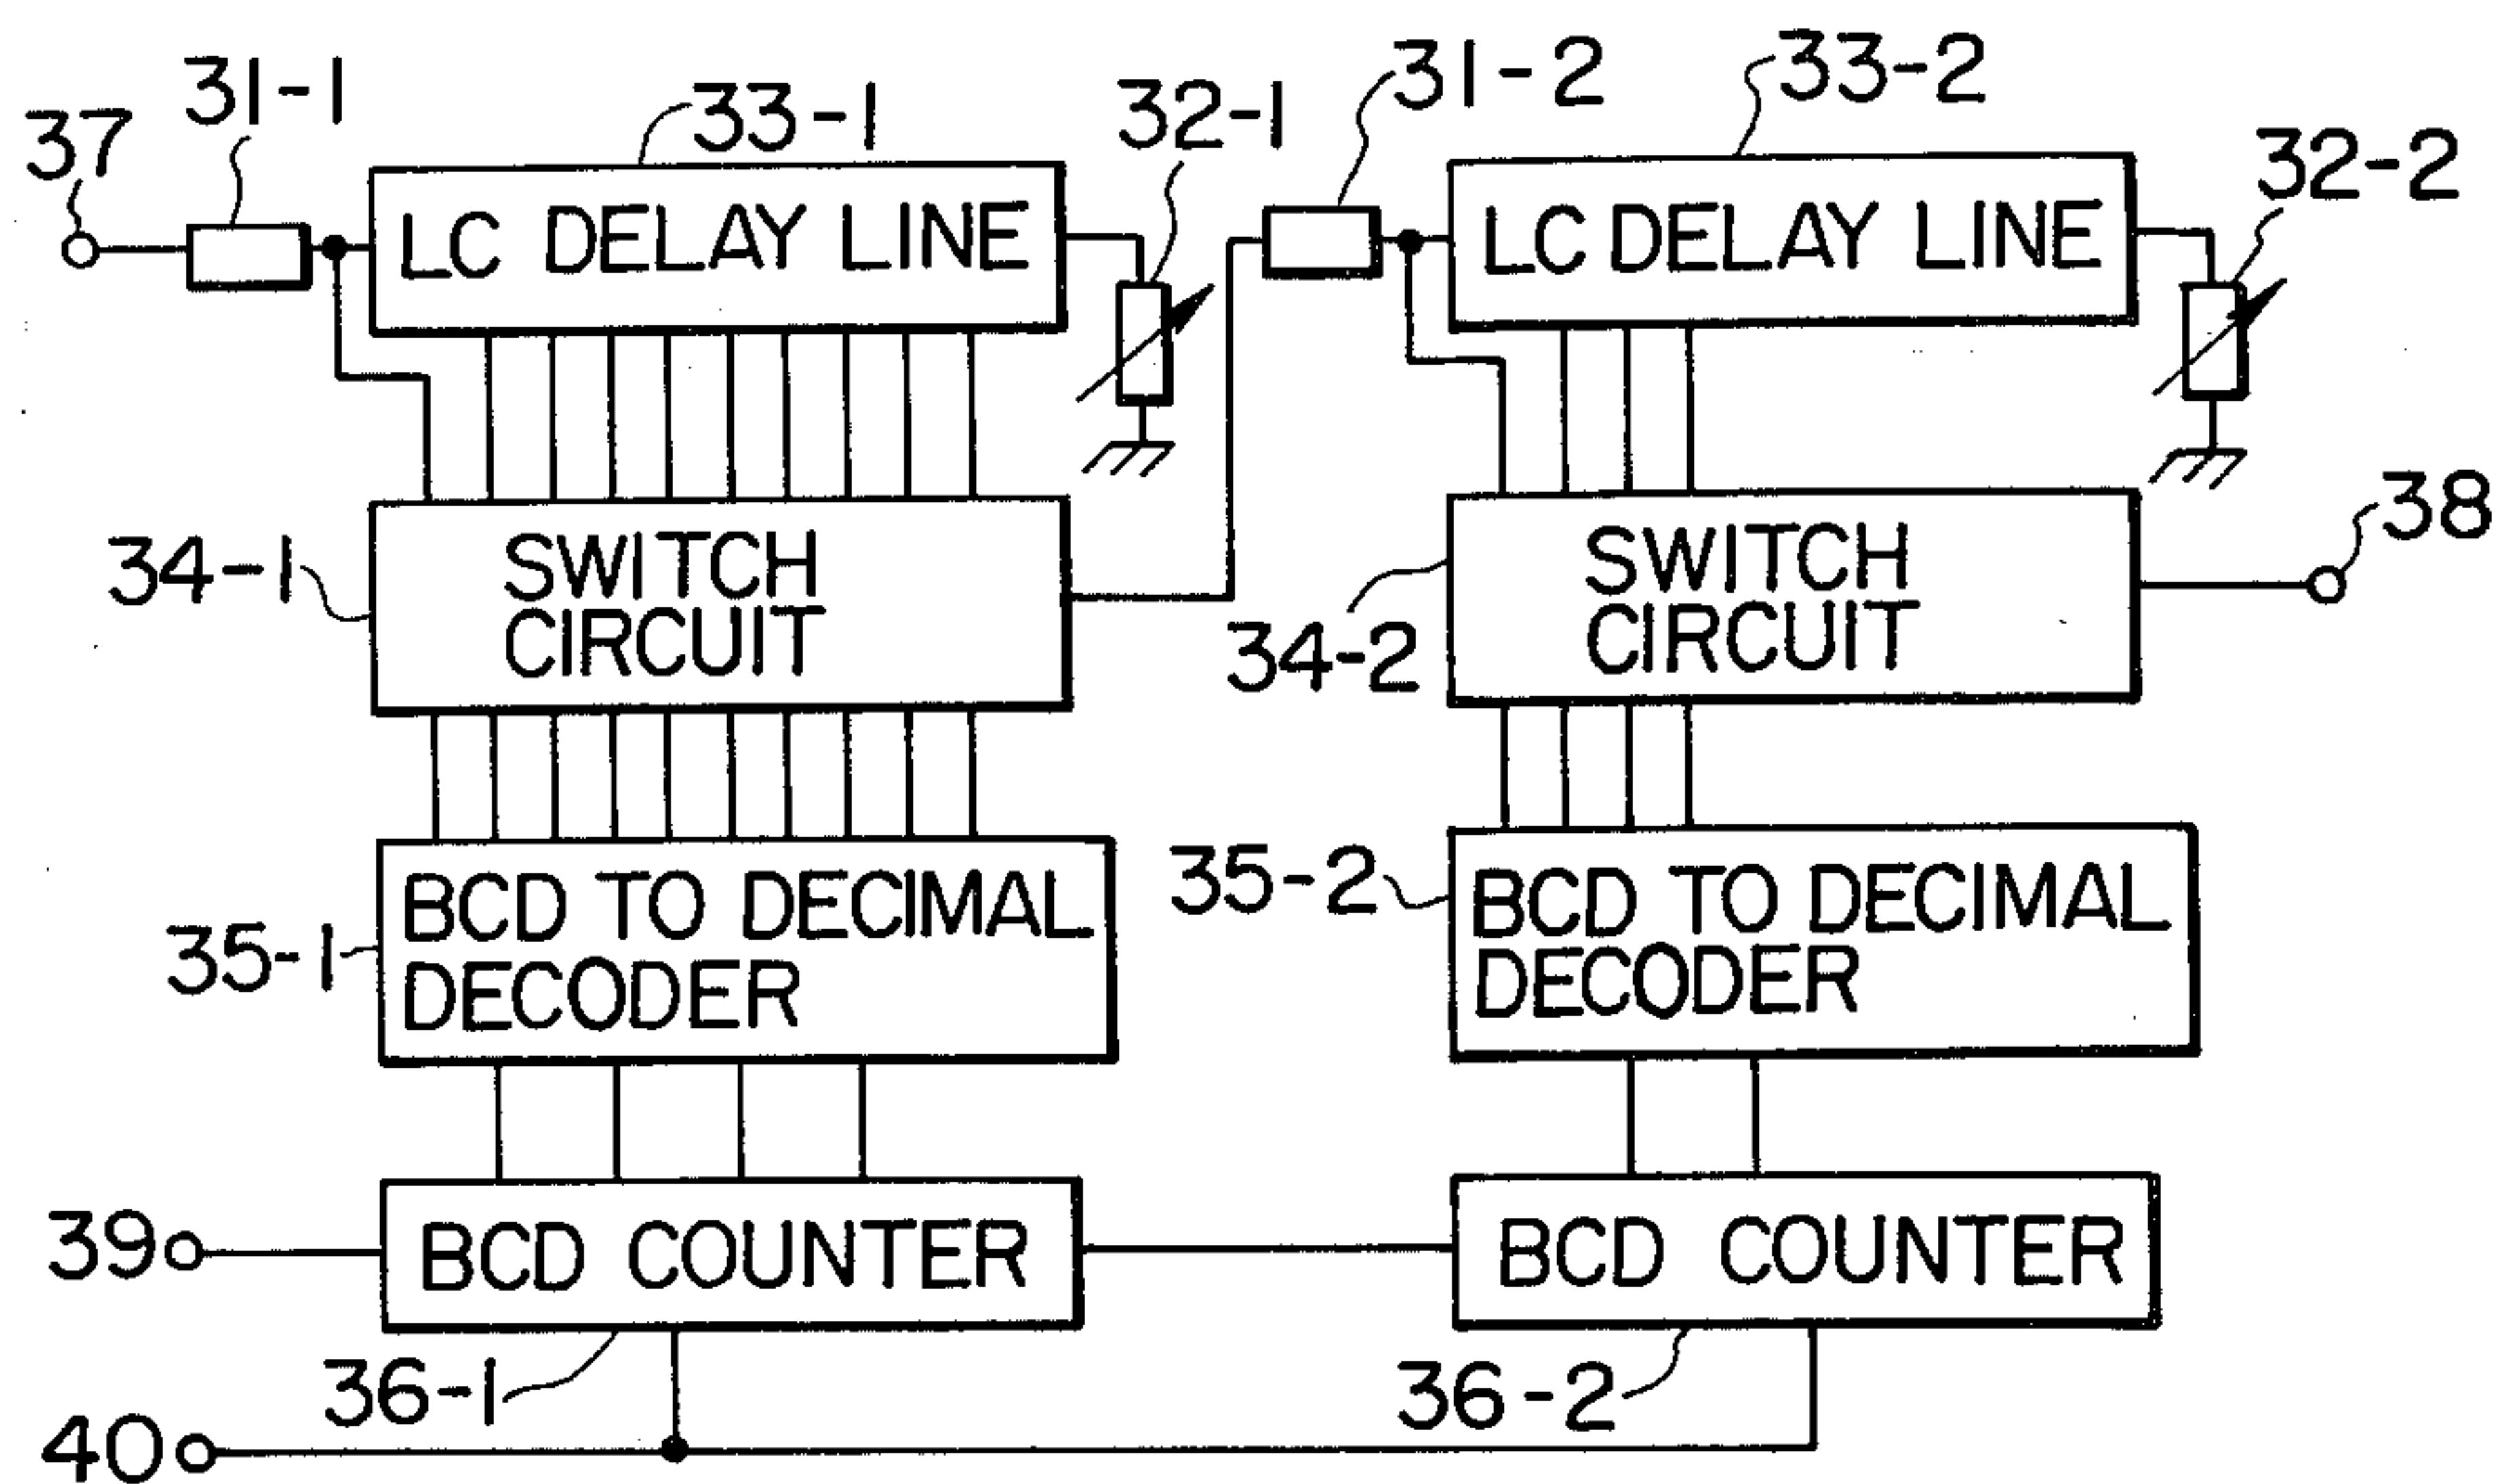 37
31-1
33-1
32-1
31-2
33-2
32-2
LC DELAY LINE
LC DELAY LINE
34-1
SWITCH
CIRCUIT
34-2
SWITCH
CIRCUIT
38
35-1
BCD TO DECIMAL
DECODER
35-2
BCD TO DECIMAL
DECODER
39
BCD COUNTER
BCD COUNTER
36-1
36-2
40